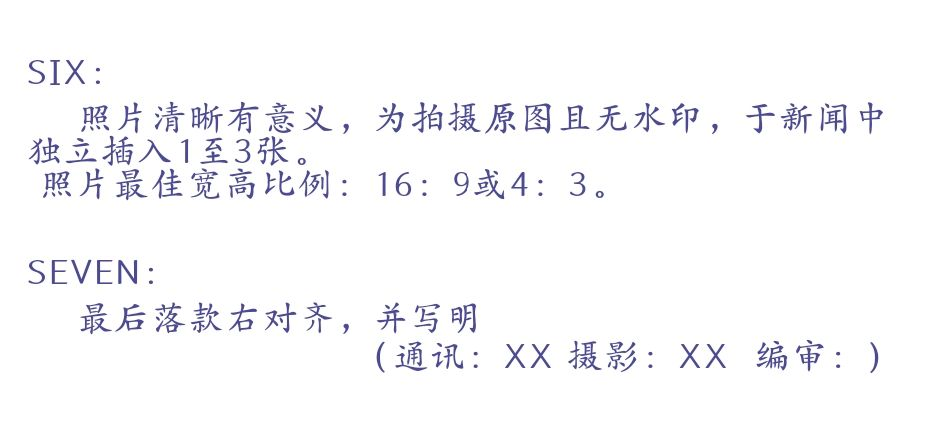 SIX:
照片清晰有意义，为拍摄原图且无水印，于新闻中
独立插入1至3张。
照片最佳宽高比例：16：9或4：3。
SEVEN:
最后落款右对齐，并写明
（通讯：XX 摄影：XX 编审：）